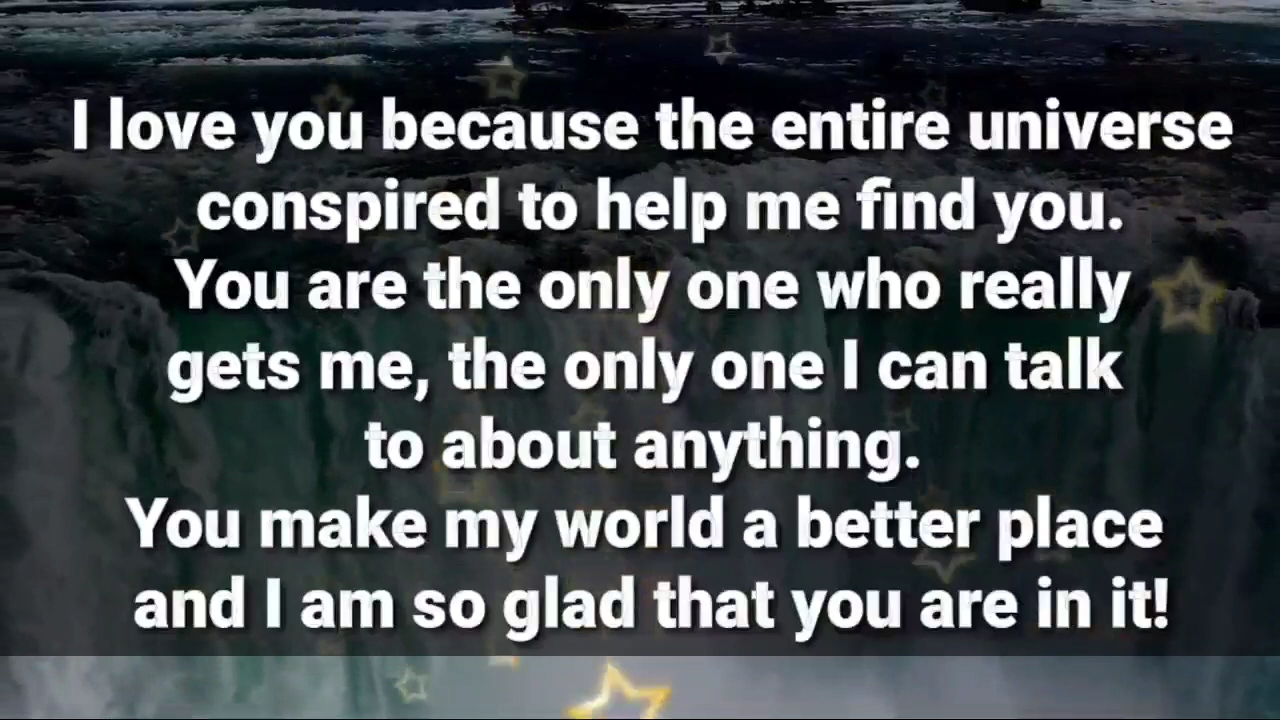 I love you because the entire universe
conspired to help me find you.
You are the only one who really
gets me, the only one I can talk
to about anything.
You make my world a better place
and I am so glad that you are in it!